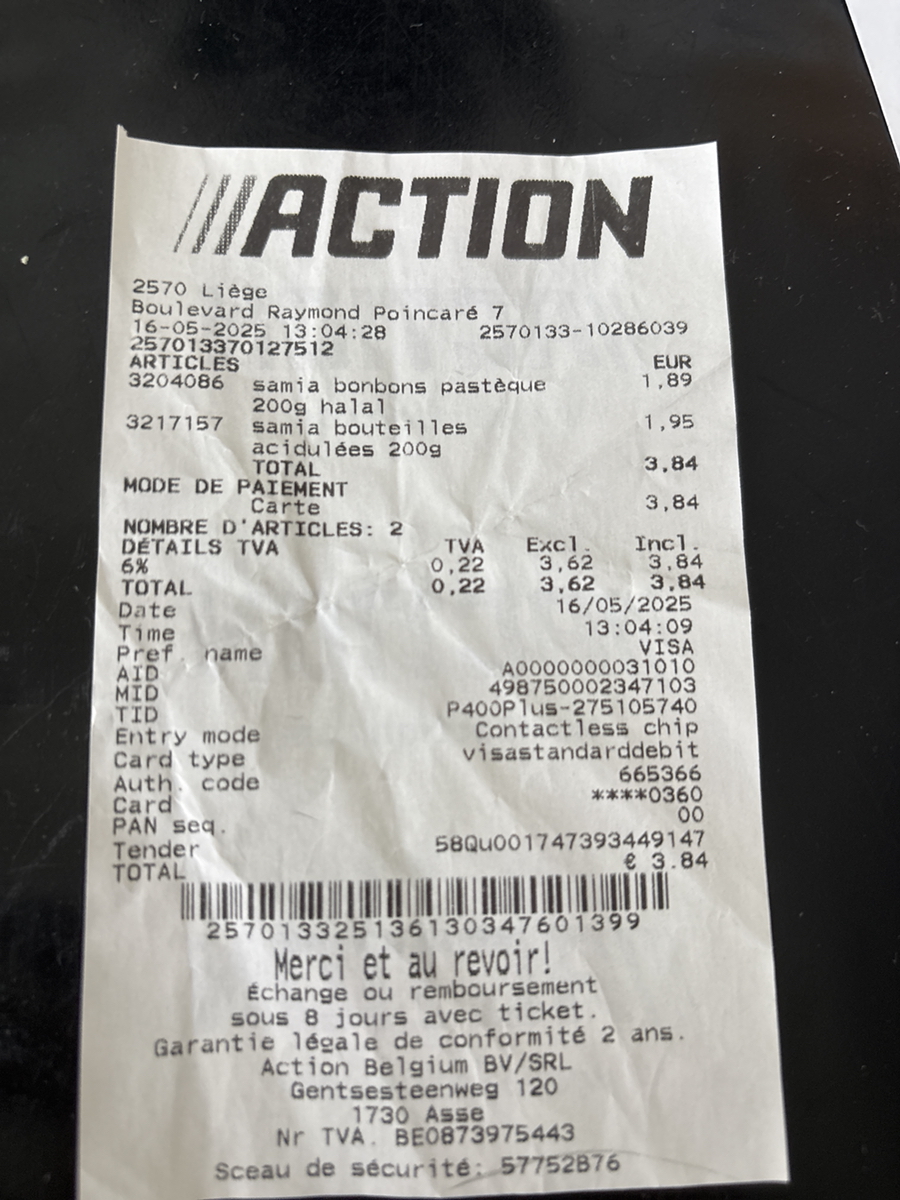 ACTION
2570 Liège
Boulevard Raymond Poincaré 7
16-05-2025 13:04:28 2570133-10286039
257013370127512
ARTICLES EUR
3204086 samia bonbons pastèque 1,89
200g halal
3217157 samia bouteilles 1,95
acidulées 200g
TOTAL 3,84
MODE DE PAIEMENT
Carte 3,84
NOMBRE D'ARTICLES: 2
DÉTAILS TVA TVA Excl. Incl.
6% 0,22 3,62 3,84
TOTAL 0,22 3,62 3,84
Date 16/05/2025
Time 13:04:09
Pref. name VISA
AID A0000000031010
MID 498750002347103
TID P400Plus-275105740
Entry mode Contactless chip
Card type visastandarddebit
Auth. code 665366
Card ****0360
PAN seq. 00
Tender 58Qu001747393449147
TOTAL € 3.84
257013325136130347601399
Merci et au revoir!
Échange ou remboursement
sous 8 jours avec ticket.
Garantie légale de conformité 2 ans.
Action Belgium BV/SRL
Gentsesteenweg 120
1730 Asse
Nr TVA. BE0873975443
Sceau de sécurité: 57752876